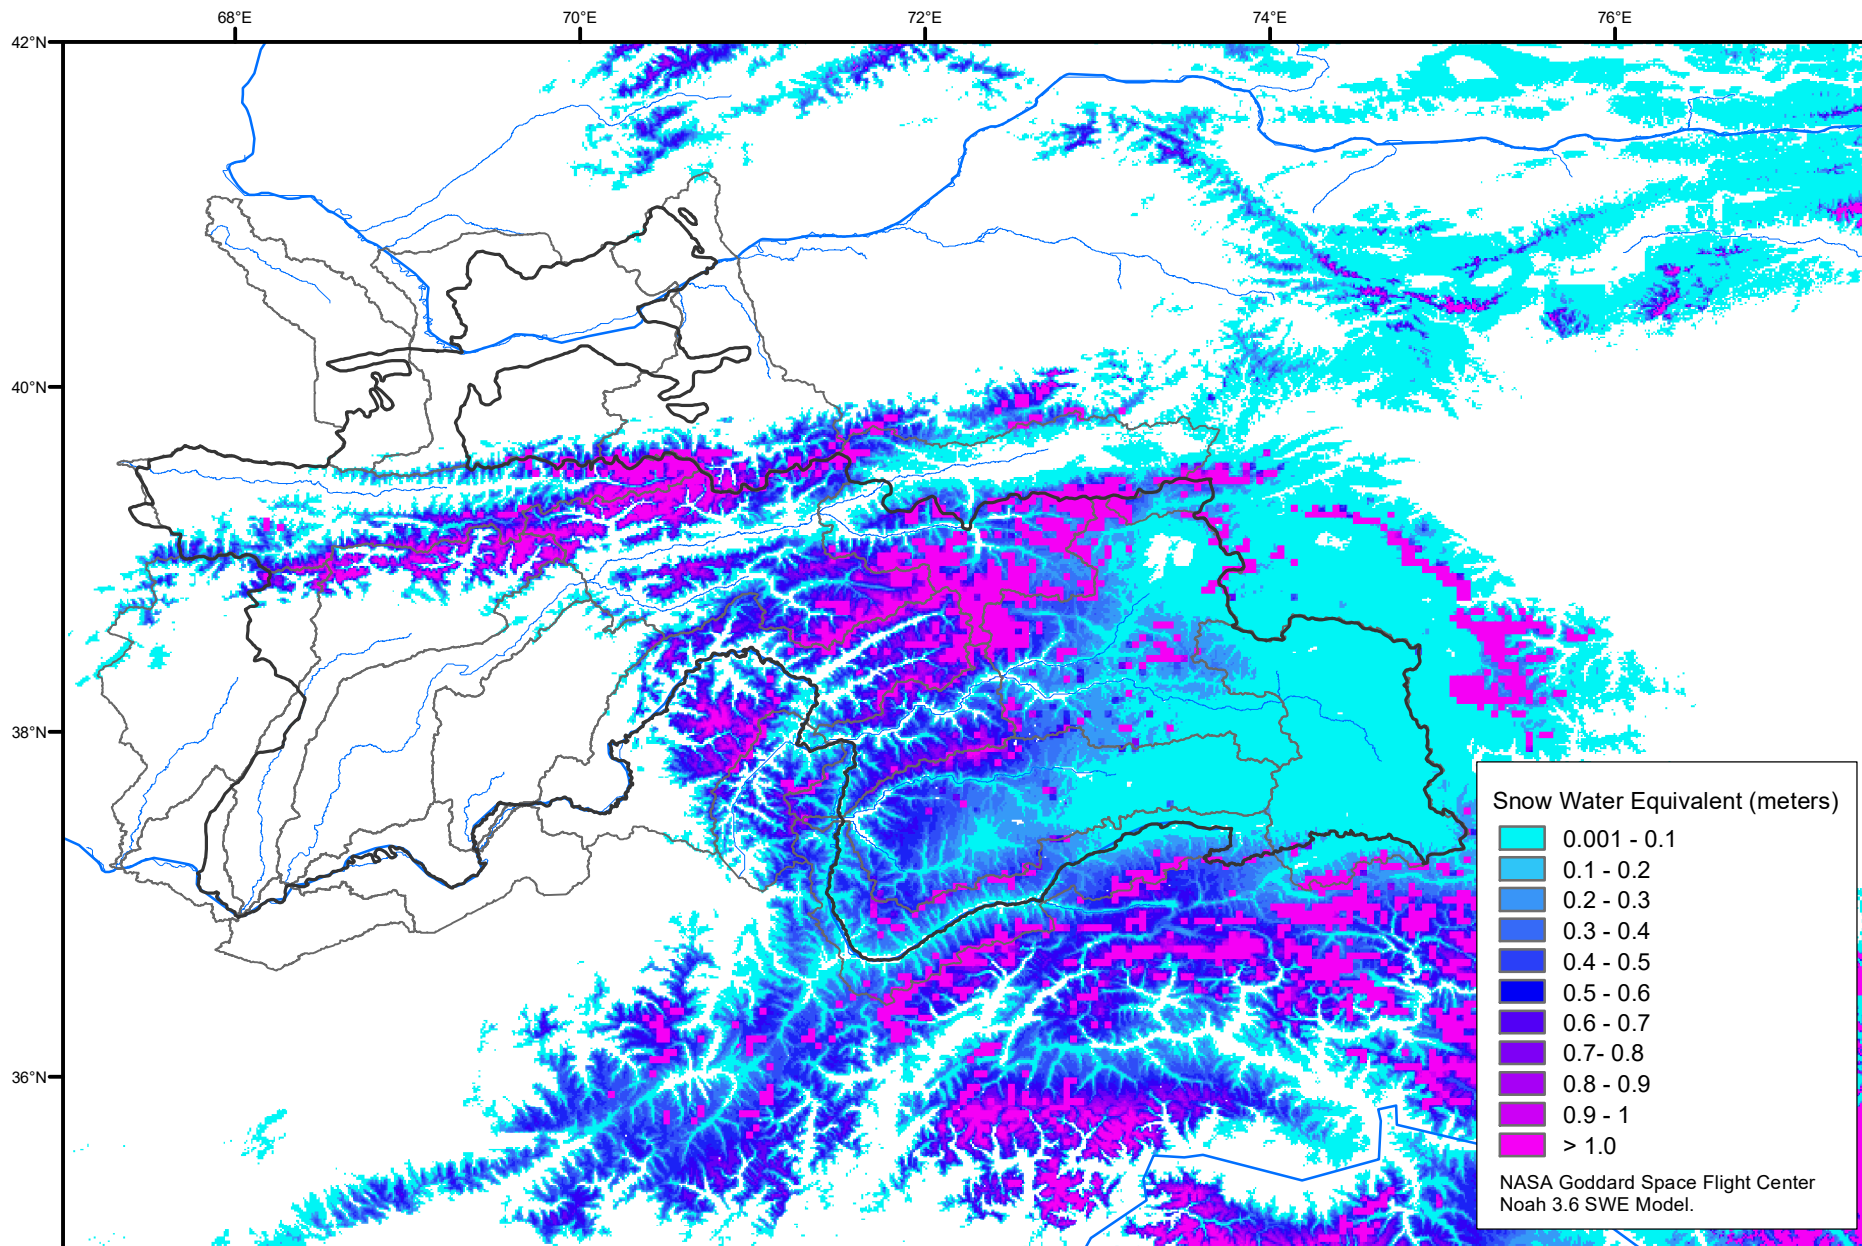 68°E 70°E 72°E 74°E 76°E
42°N
40°N
38°N
36°N
Snow Water Equivalent (meters)
0.001 - 0.1
0.1 - 0.2
0.2 - 0.3
0.3 - 0.4
0.4 - 0.5
0.5 - 0.6
0.6 - 0.7
0.7- 0.8
0.8 - 0.9
0.9 - 1
> 1.0
NASA Goddard Space Flight Center
Noah 3.6 SWE Model.